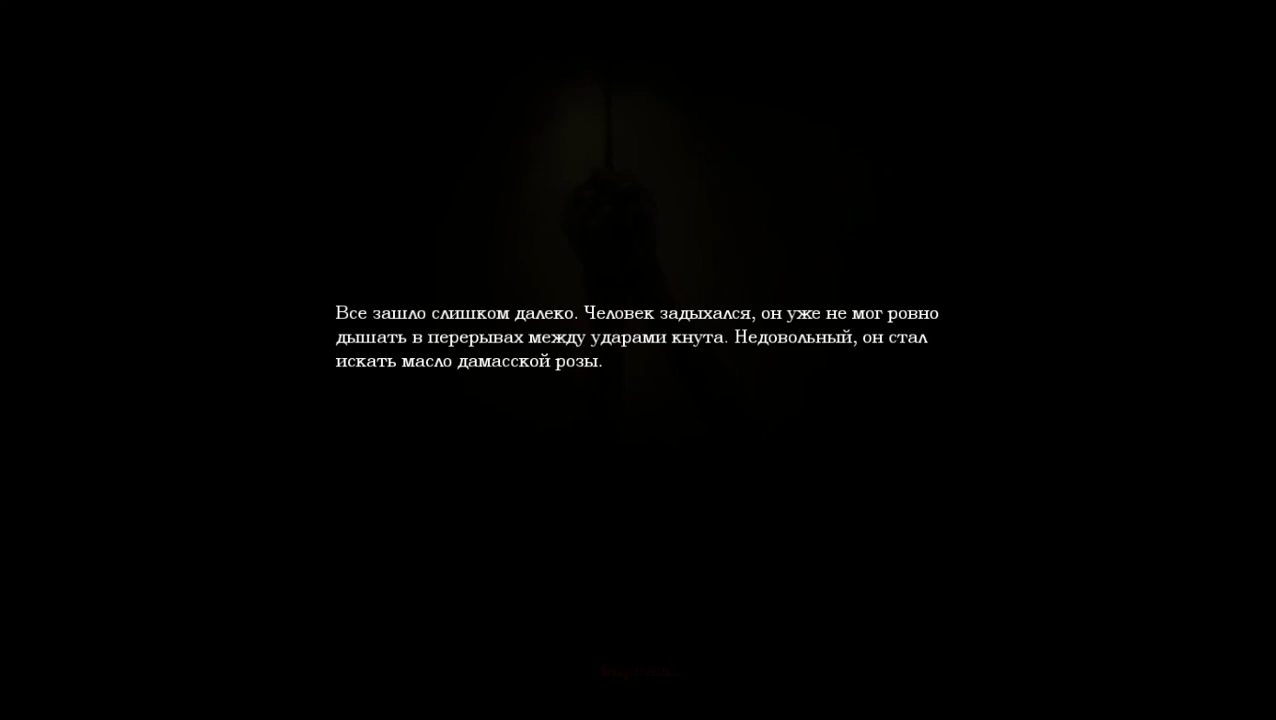 Все зашло слишком далеко. Человек задыхался, он уже не мог ровно
дышать в перерывах между ударами кнута. Недовольный, он стал
искать масло дамасской розы.